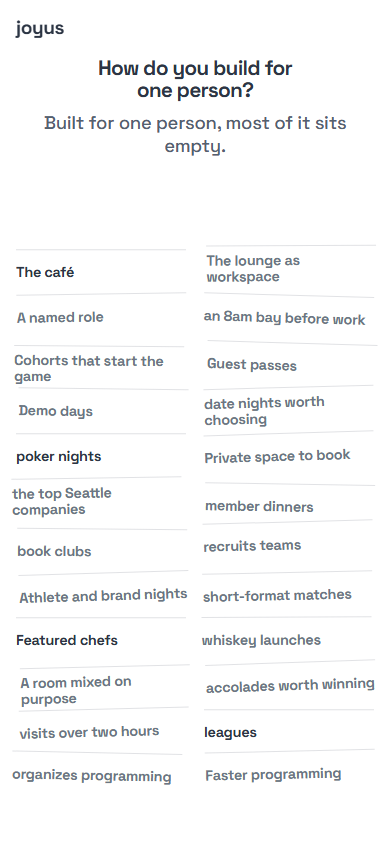 joyus
How do you build for
one person?
Built for one person, most of it sits
empty.
The café
The lounge as
workspace
A named role
an 8am bay before work
Cohorts that start the
game
Guest passes
Demo days
date nights worth
choosing
poker nights
Private space to book
the top Seattle
companies
member dinners
book clubs
recruits teams
Athlete and brand nights
short-format matches
Featured chefs
whiskey launches
A room mixed on
purpose
accolades worth winning
visits over two hours
leagues
organizes programming
Faster programming